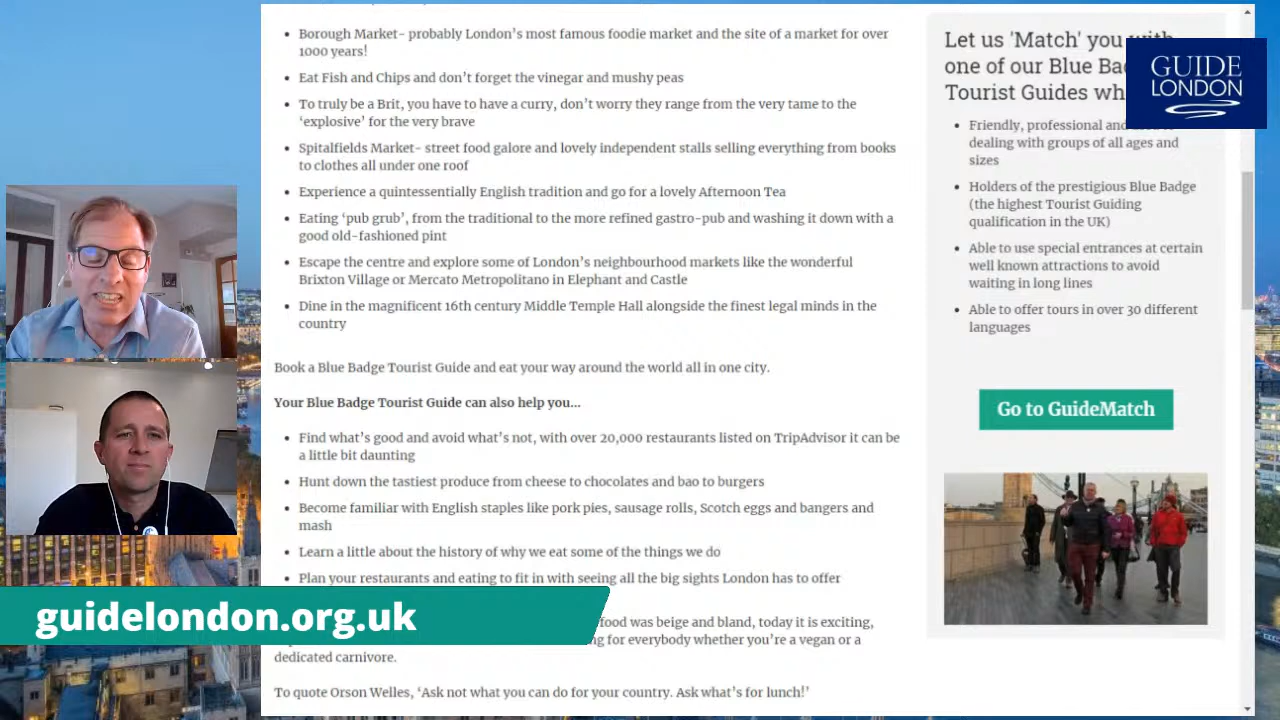 Borough Market- probably London's most famous foodie market and the site of a market for over
1000 years!
Eat Fish and Chips and don't forget the vinegar and mushy peas
To truly be a Brit, you have to have a curry, don't worry they range from the very tame to the
'explosive' for the very brave
Spitalfields Market- street food galore and lovely independent stalls selling everything from books
to clothes all under one roof
Experience a quintessentially English tradition and go for a lovely Afternoon Tea
Eating 'pub grub', from the traditional to the more refined gastro-pub and washing it down with a
good old-fashioned pint
Escape the centre and explore some of London's neighbourhood markets like the wonderful
Brixton Village or Mercato Metropolitano in Elephant and Castle
Dine in the magnificent 16th century Middle Temple Hall alongside the finest legal minds in the
country
Book a Blue Badge Tourist Guide and eat your way around the world all in one city.
Your Blue Badge Tourist Guide can also help you...
Find what's good and avoid what's not, with over 20,000 restaurants listed on TripAdvisor it can be
a little bit daunting
Hunt down the tastiest produce from cheese to chocolates and bao to burgers
Become familiar with English staples like pork pies, sausage rolls, Scotch eggs and bangers and
mash
Learn a little about the history of why we eat some of the things we do
Plan your restaurants and eating to fit in with seeing all the big sights London has to offer
food was beige and bland, today it is exciting,
for everybody whether you're a vegan or a
dedicated carnivore.
To quote Orson Welles, 'Ask not what you can do for your country. Ask what's for lunch!'
Let us 'Match' you with
one of our Blue
Tourist Guides
Friendly, professional and
dealing with groups of all ages and
sizes
Holders of the prestigious Blue Badge
(the highest Tourist Guiding
qualification in the UK)
Able to use special entrances at certain
well known attractions to avoid
waiting in long lines
Able to offer tours in over 30 different
languages
Go to GuideMatch
GUIDE
LONDON
guidelondon.org.uk